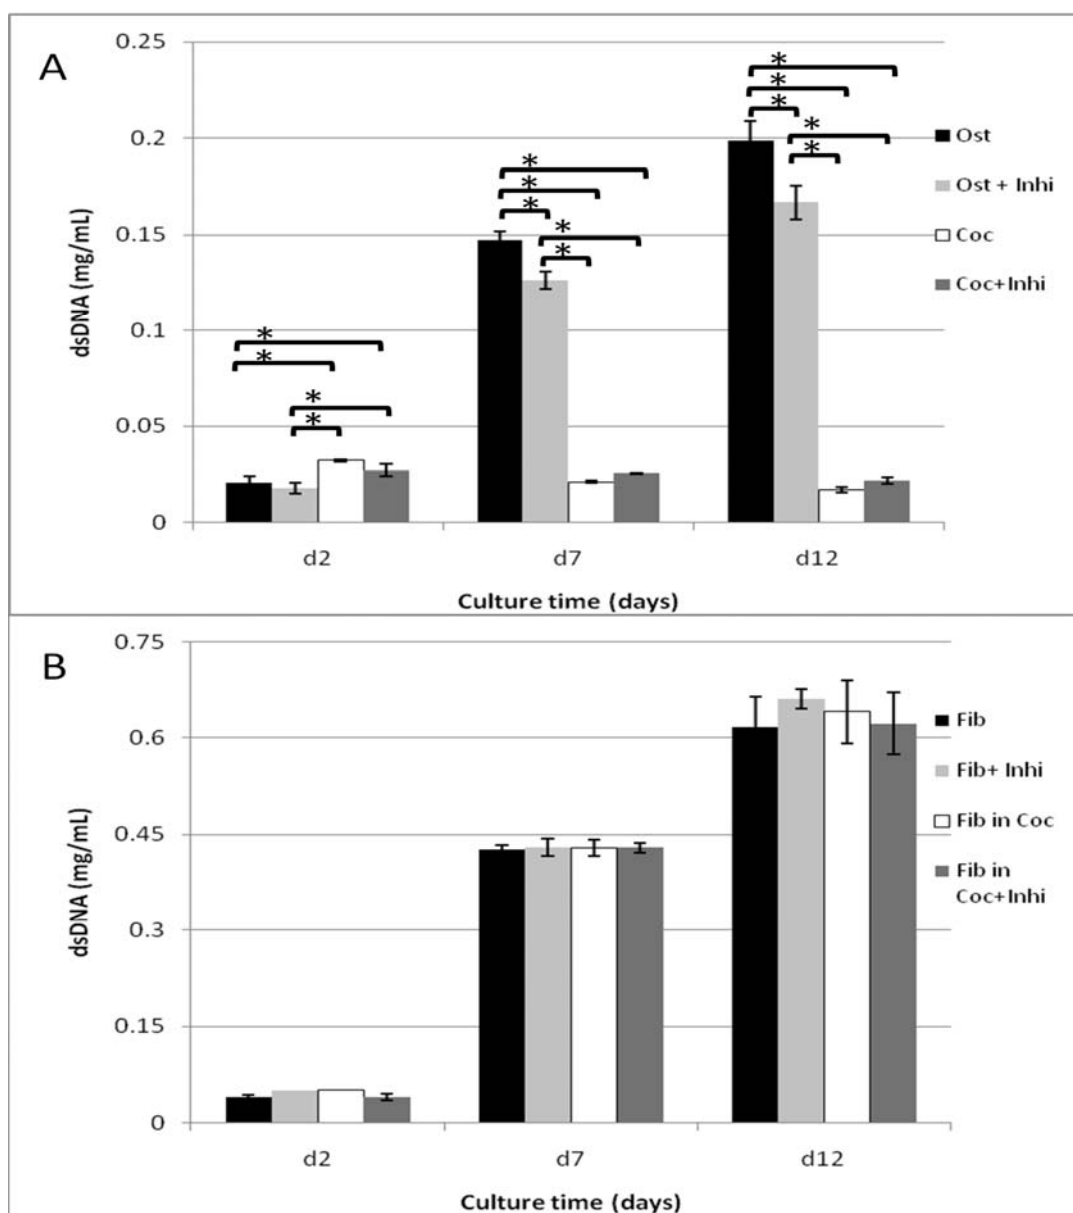 A
0.25
0.2
0.15
0.1
0.05
0
dsDNA (mg/mL)
*
*
*
*
*
*
*
*
*
*
*
*
*
*
Ost
Ost + Inhi
Coc
Coc+Inhi
d2
d7
d12
Culture time (days)
B
0.75
0.6
0.45
0.3
0.15
0
dsDNA (mg/mL)
Fib
Fib+ Inhi
Fib in Coc
Fib in
Coc+Inhi
d2
d7
d12
Culture time (days)